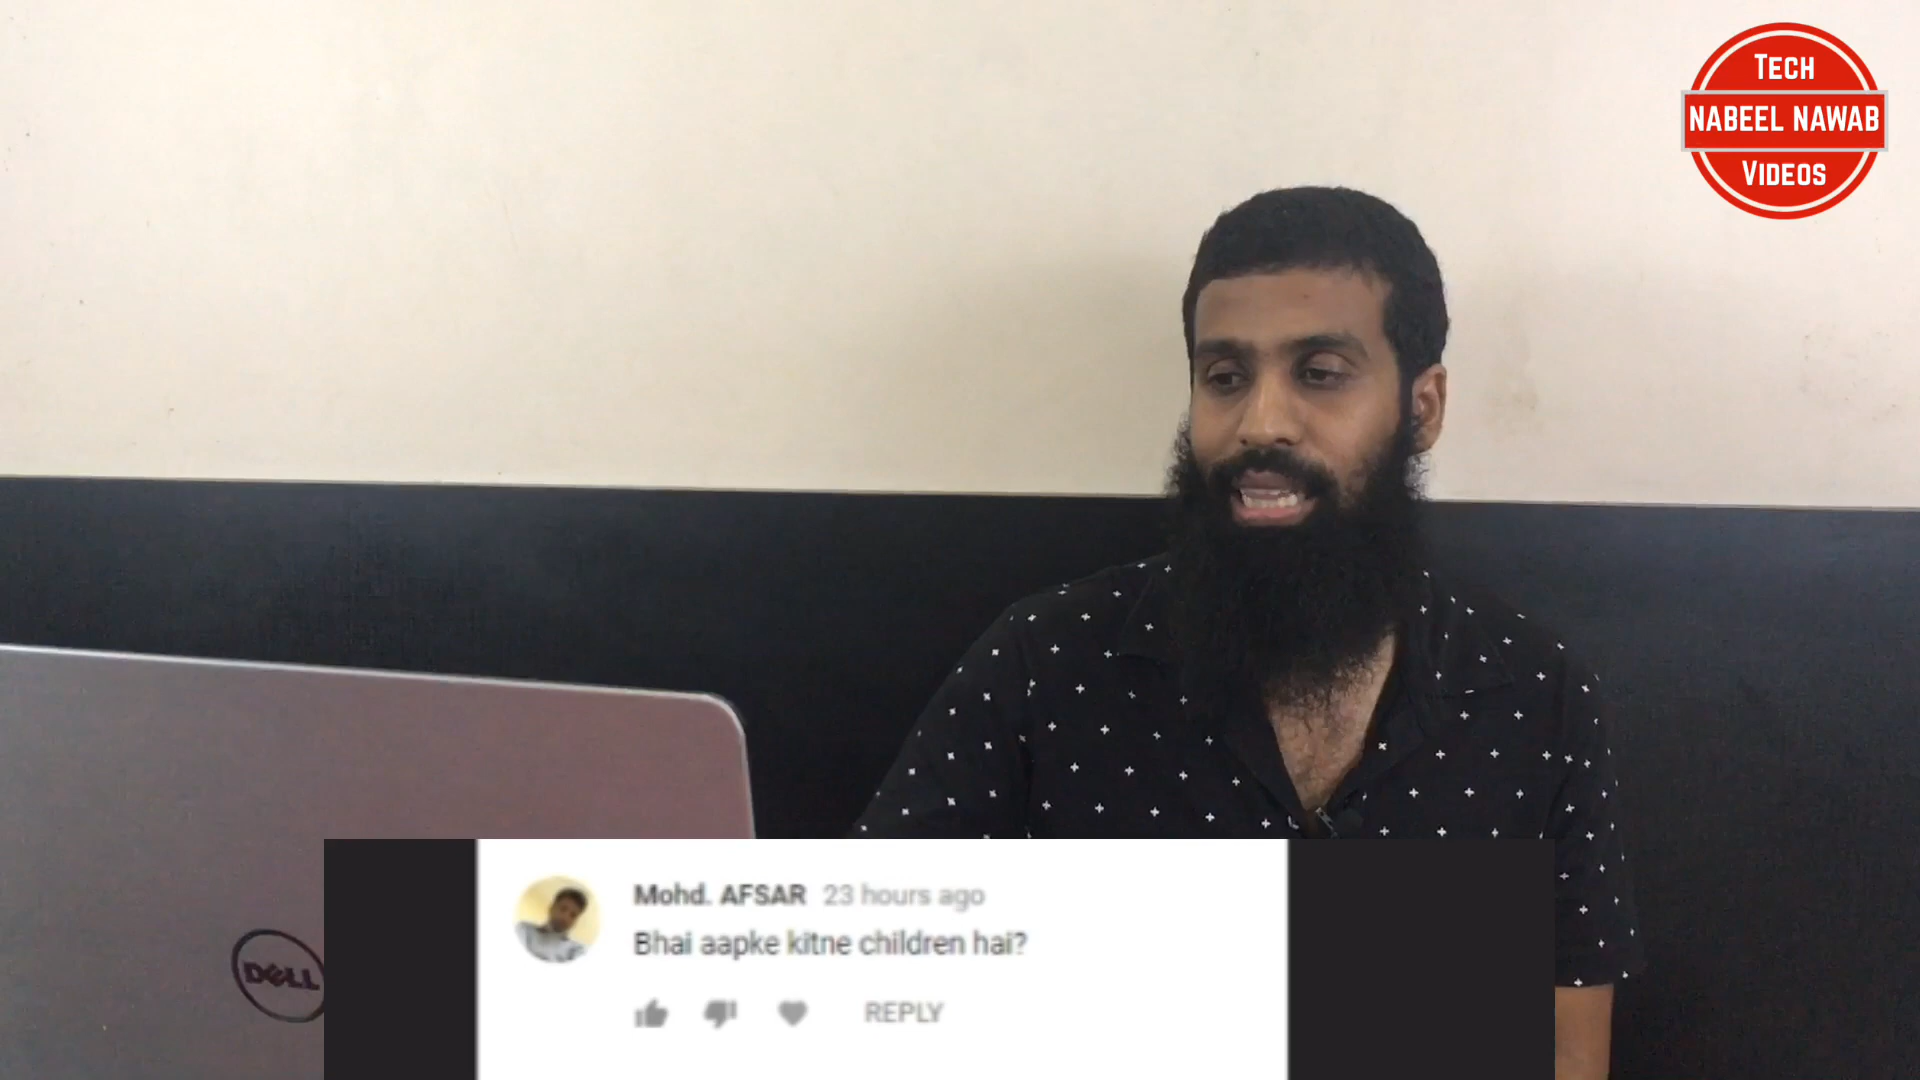 TECH
NABEEL NAWAB
VIDEOS
Mohd. AFSAR 23 hours ago
Bhai aapke kitne children hai?
REPLY
DELL